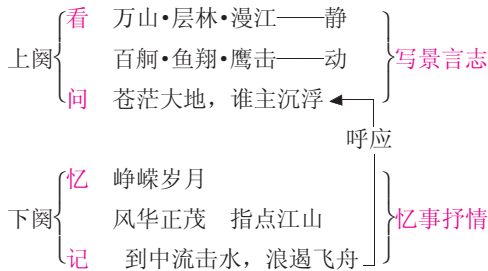 看 万山·层林·漫江——静
上阕 百舸·鱼翔·鹰击——动 写景言志
问 苍茫大地，谁主沉浮
呼应
忆 峥嵘岁月
下阕 风华正茂 指点江山 忆事抒情
记 到中流击水，浪遏飞舟